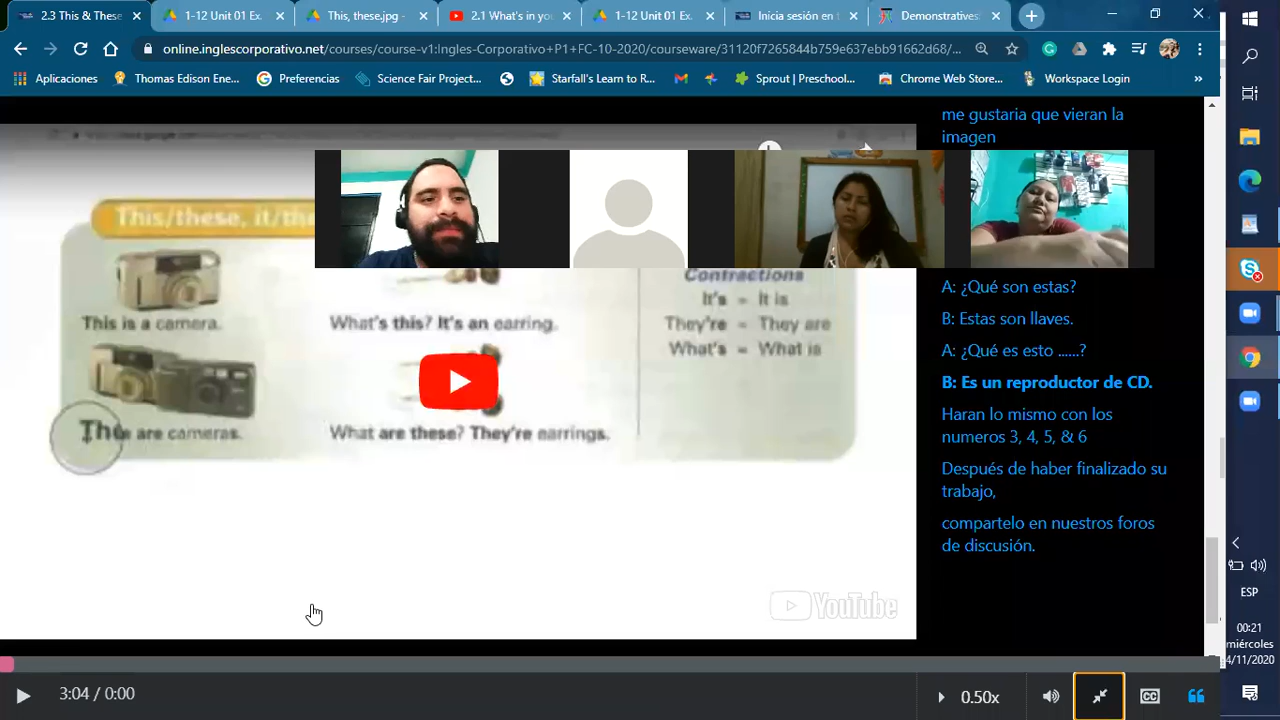 2.3 This & These
1-12 Unit 01 Ex.
This, these.jpg -
2.1 What's in yo
1-12 Unit 01 Ex.
Inicia sesión en
Demonstratives
online.inglescorporativo.net/courses/course-v1:Ingles-Corporativo+P1+FC-10-2020/courseware/31120f7265844b759e637ebb91662d68/...
Aplicaciones
Thomas Edison Ene...
Preferencias
Science Fair Project...
Starfall's Learn to R...
Sprout | Preschool...
Chrome Web Store...
Workspace Login
»
me gustaria que vieran la
imagen
This/these, it/the
This is a camera.
These are cameras.
What's this? It's an earring.
What are these? They're earrings.
Contractions
It's = It is
They're = They are
What's = What is
A: ¿Qué son estas?
B: Estas son llaves.
A: ¿Qué es esto ......?
B: Es un reproductor de CD.
Haran lo mismo con los
numeros 3, 4, 5, & 6
Después de haber finalizado su
trabajo,
compartelo en nuestros foros
de discusión.
YouTube
3:04 / 0:00
0.50x
CC
ESP
00:21
miércoles
4/11/2020